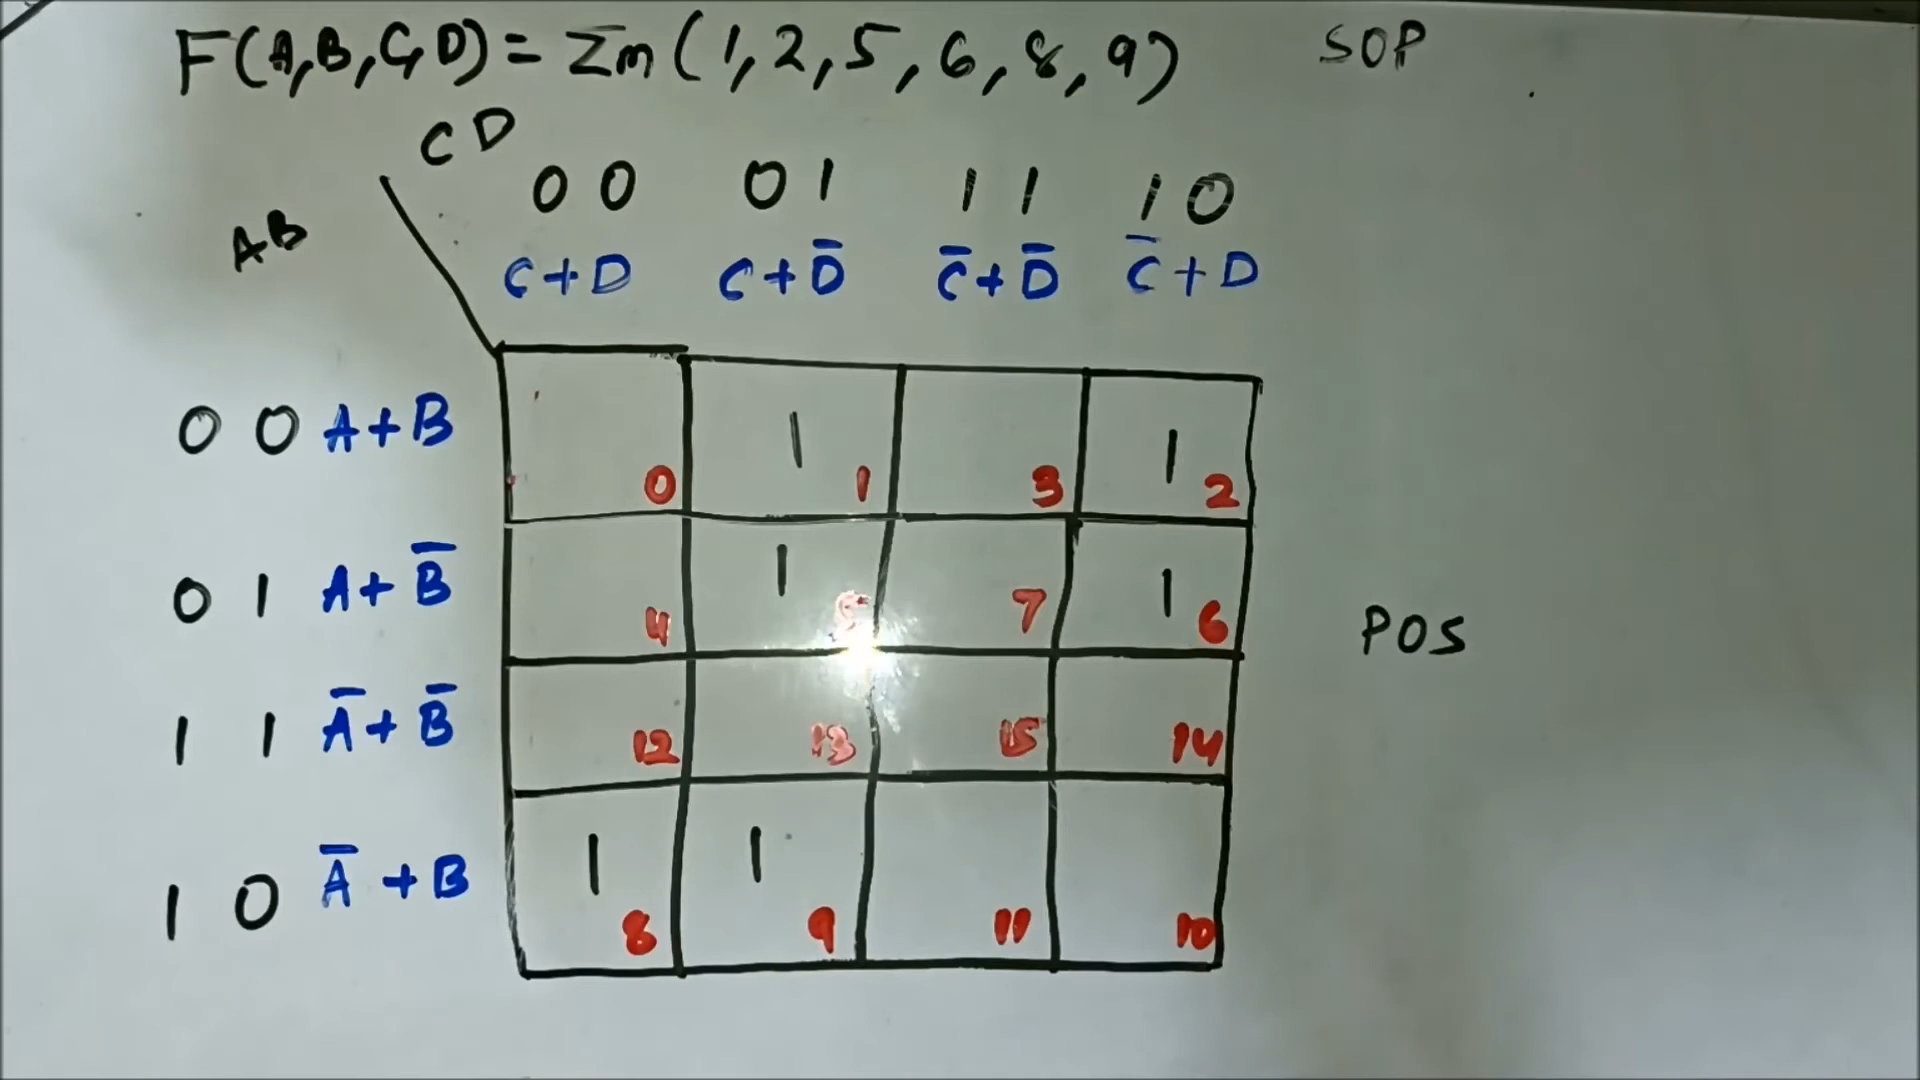 F(A,B,C,D) = Σm(1,2,5,6,8,9) SOP
CD
AB
00 01 11 10
C+D C+D̅ C̅+D̅ C̅+D
00 A+B
1 1
0 1 3 2
01 A+B̅
1 1
4 5 7 6
POS
11 A̅+B̅
12 13 15 14
10 A̅+B
1 1
8 9 11 10